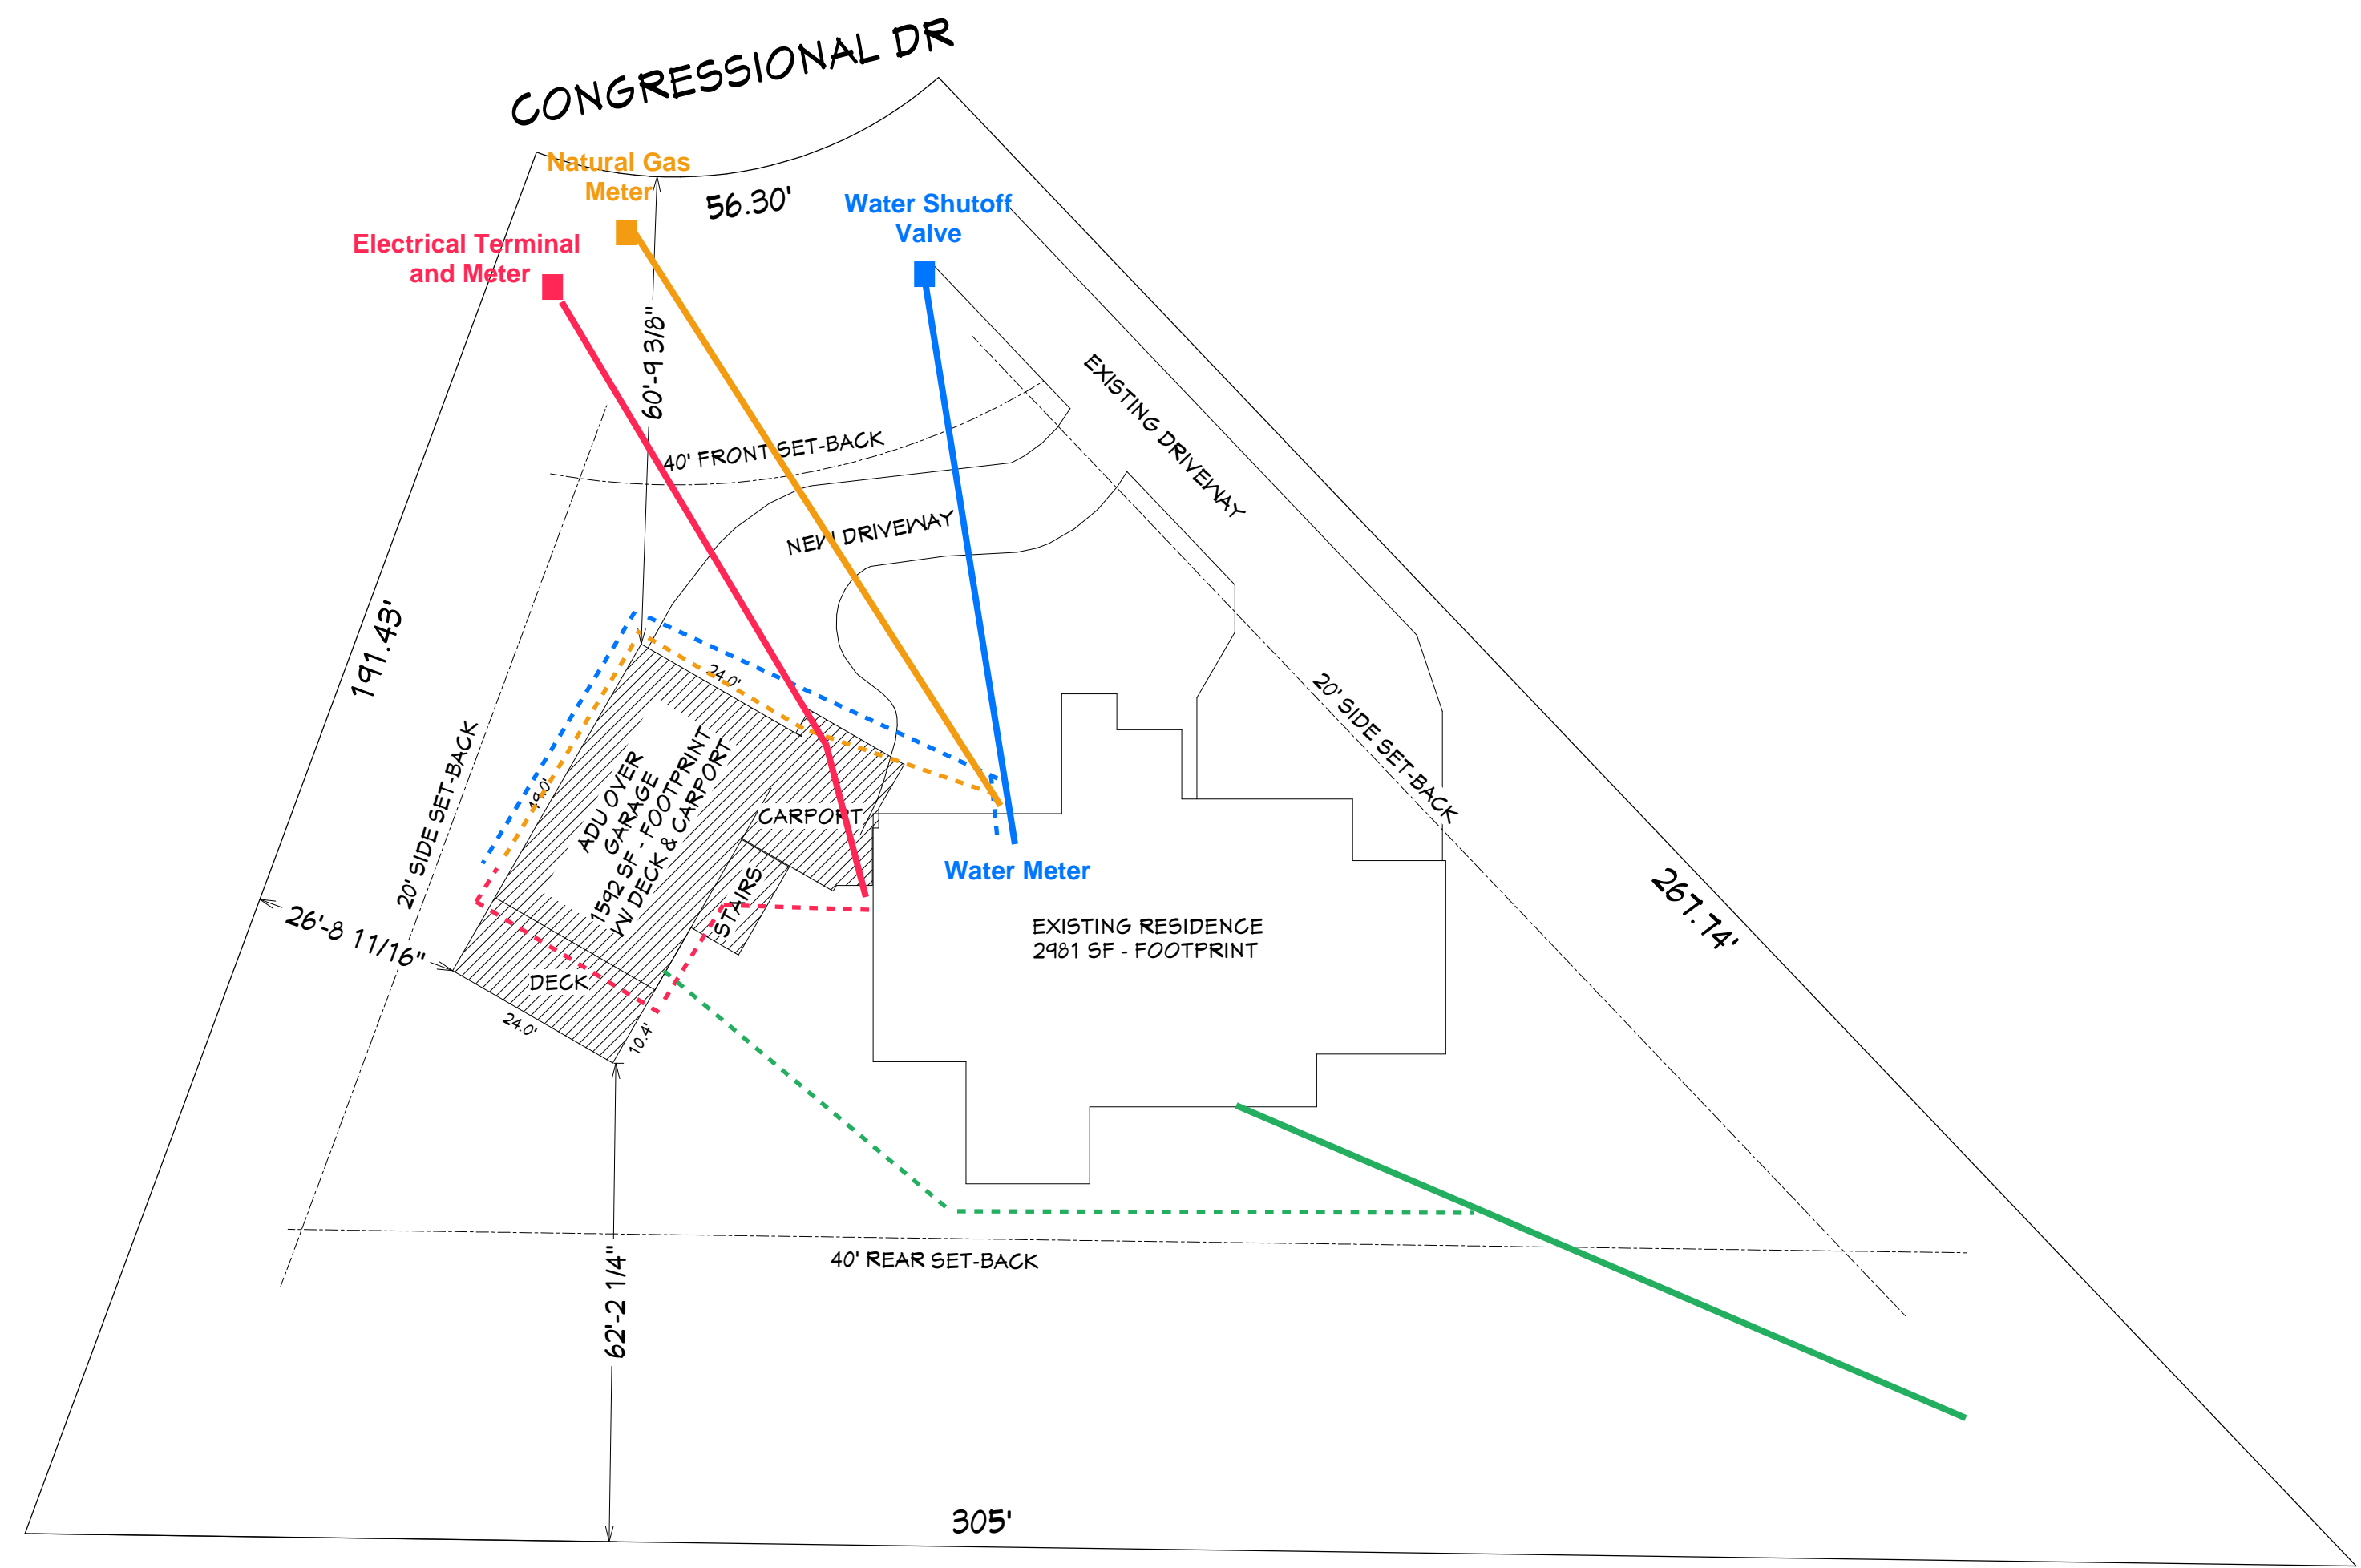 CONGRESSIONAL DR
Natural Gas
Meter
56.30'
Water Shutoff
Valve
Electrical Terminal
and Meter
60'-9 3/8"
EXISTING DRIVEWAY
40' FRONT SET-BACK
NEW DRIVEWAY
191.43'
24.0'
20' SIDE SET-BACK
20' SIDE SET-BACK
49.0'
ADU OVER
GARAGE
1592 SF - FOOTPRINT
W/ DECK & CARPORT
CARPORT
Water Meter
STAIRS
267.74'
26'-8 11/16"
EXISTING RESIDENCE
2981 SF - FOOTPRINT
DECK
24.0'
10.4'
40' REAR SET-BACK
62'-2 1/4"
305'